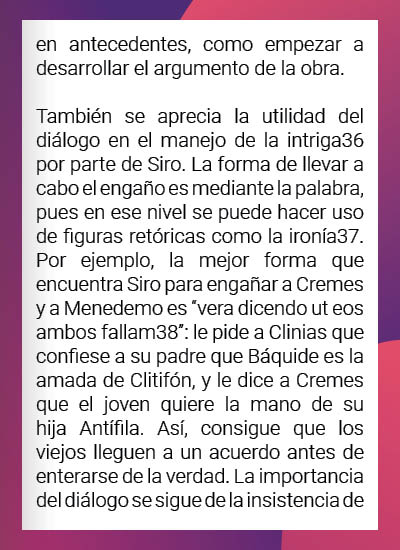 en antecedentes, como empezar a
desarrollar el argumento de la obra.
También se aprecia la utilidad del
diálogo en el manejo de la intriga36
por parte de Siro. La forma de llevar a
cabo el engaño es mediante la palabra,
pues en ese nivel se puede hacer uso
de figuras retóricas como la ironía37.
Por ejemplo, la mejor forma que
encuentra Siro para engañar a Cremes
y a Menedemo es “vera dicendo ut eos
ambos fallam38”: le pide a Clinias que
confiese a su padre que Báquide es la
amada de Clitifón, y le dice a Cremes
que el joven quiere la mano de su
hija Antífila. Así, consigue que los
viejos lleguen a un acuerdo antes de
enterarse de la verdad. La importancia
del diálogo se sigue de la insistencia de